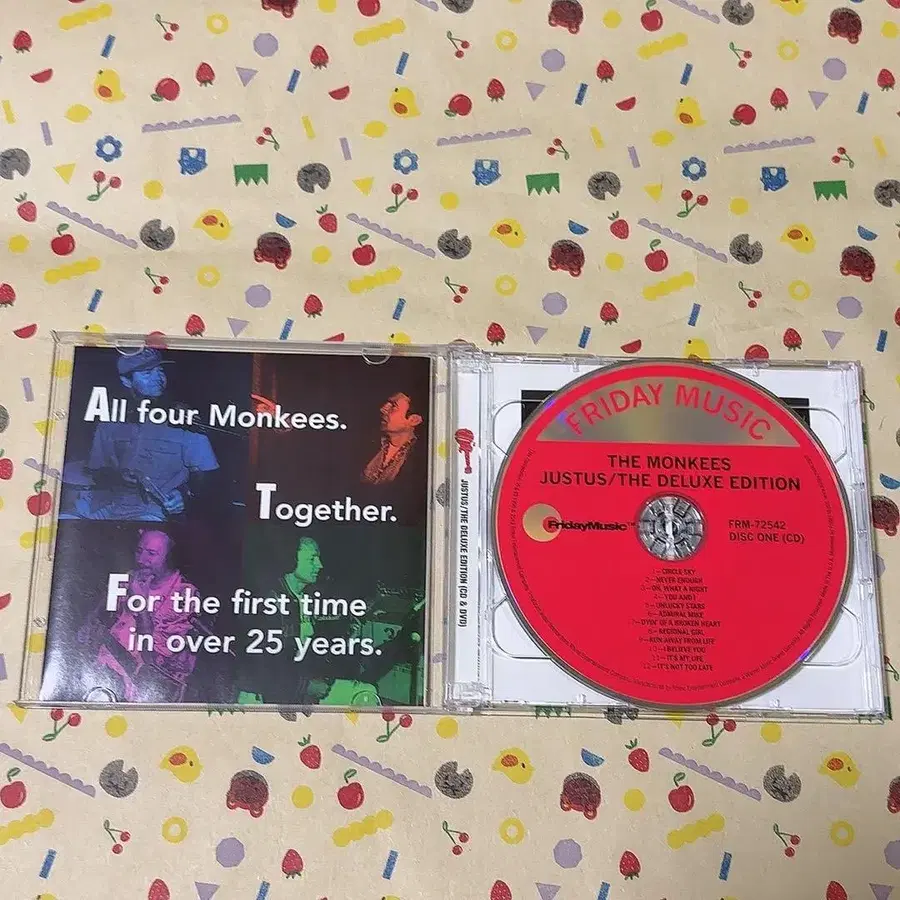 All four Monkees.
Together.
For the first time
in over 25 years.
JUSTUS/THE DELUXE EDITION (CD & DVD)
FRIDAY MUSIC
THE MONKEES
JUSTUS/THE DELUXE EDITION
FridayMusic™
FRM-72542
DISC ONE (CD)
1—CIRCLE SKY
2—NEVER ENOUGH
3—OH, WHAT A NIGHT
4—YOU AND I
5—UNLUCKY STARS
6—ADMIRAL MIKE
7—DYIN' OF A BROKEN HEART
8—REGIONAL GIRL
9—RUN AWAY FROM LIFE
10—I BELIEVE YOU
11—IT'S MY LIFE
12—IT'S NOT TOO LATE